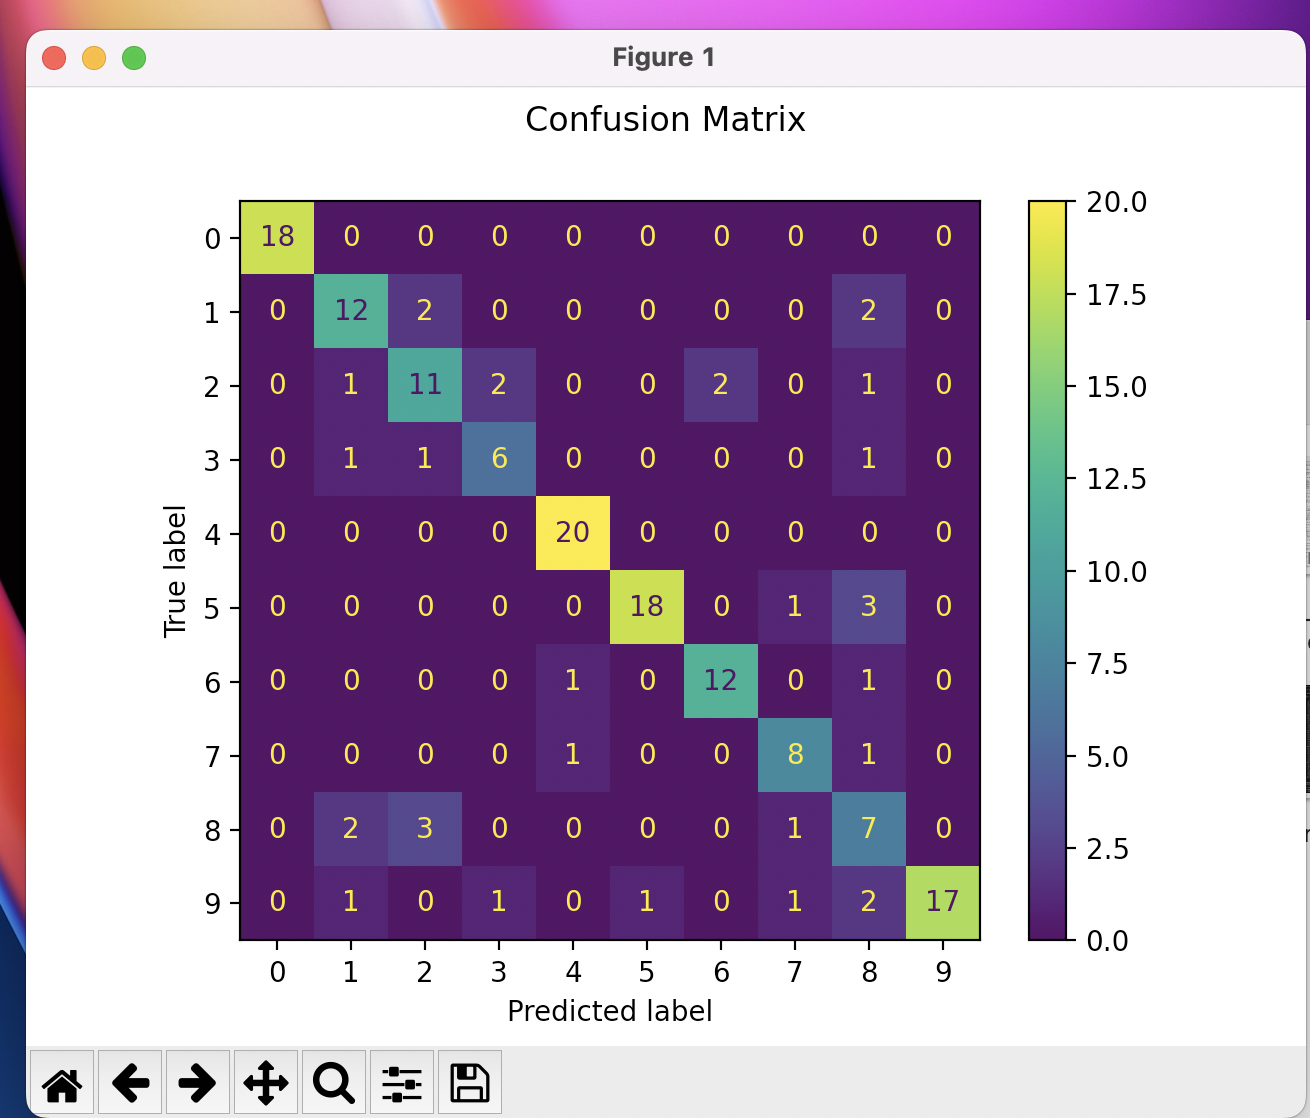 Figure 1
Confusion Matrix
0 18 0 0 0 0 0 0 0 0 0
1 0 12 2 0 0 0 0 0 2 0
2 0 1 11 2 0 0 2 0 1 0
3 0 1 1 6 0 0 0 0 1 0
4 0 0 0 0 20 0 0 0 0 0
5 0 0 0 0 0 18 0 1 3 0
6 0 0 0 0 1 0 12 0 1 0
7 0 0 0 0 1 0 0 8 1 0
8 0 2 3 0 0 0 0 1 7 0
9 0 1 0 1 0 1 0 1 2 17
0 1 2 3 4 5 6 7 8 9
True label
Predicted label
20.0
17.5
15.0
12.5
10.0
7.5
5.0
2.5
0.0